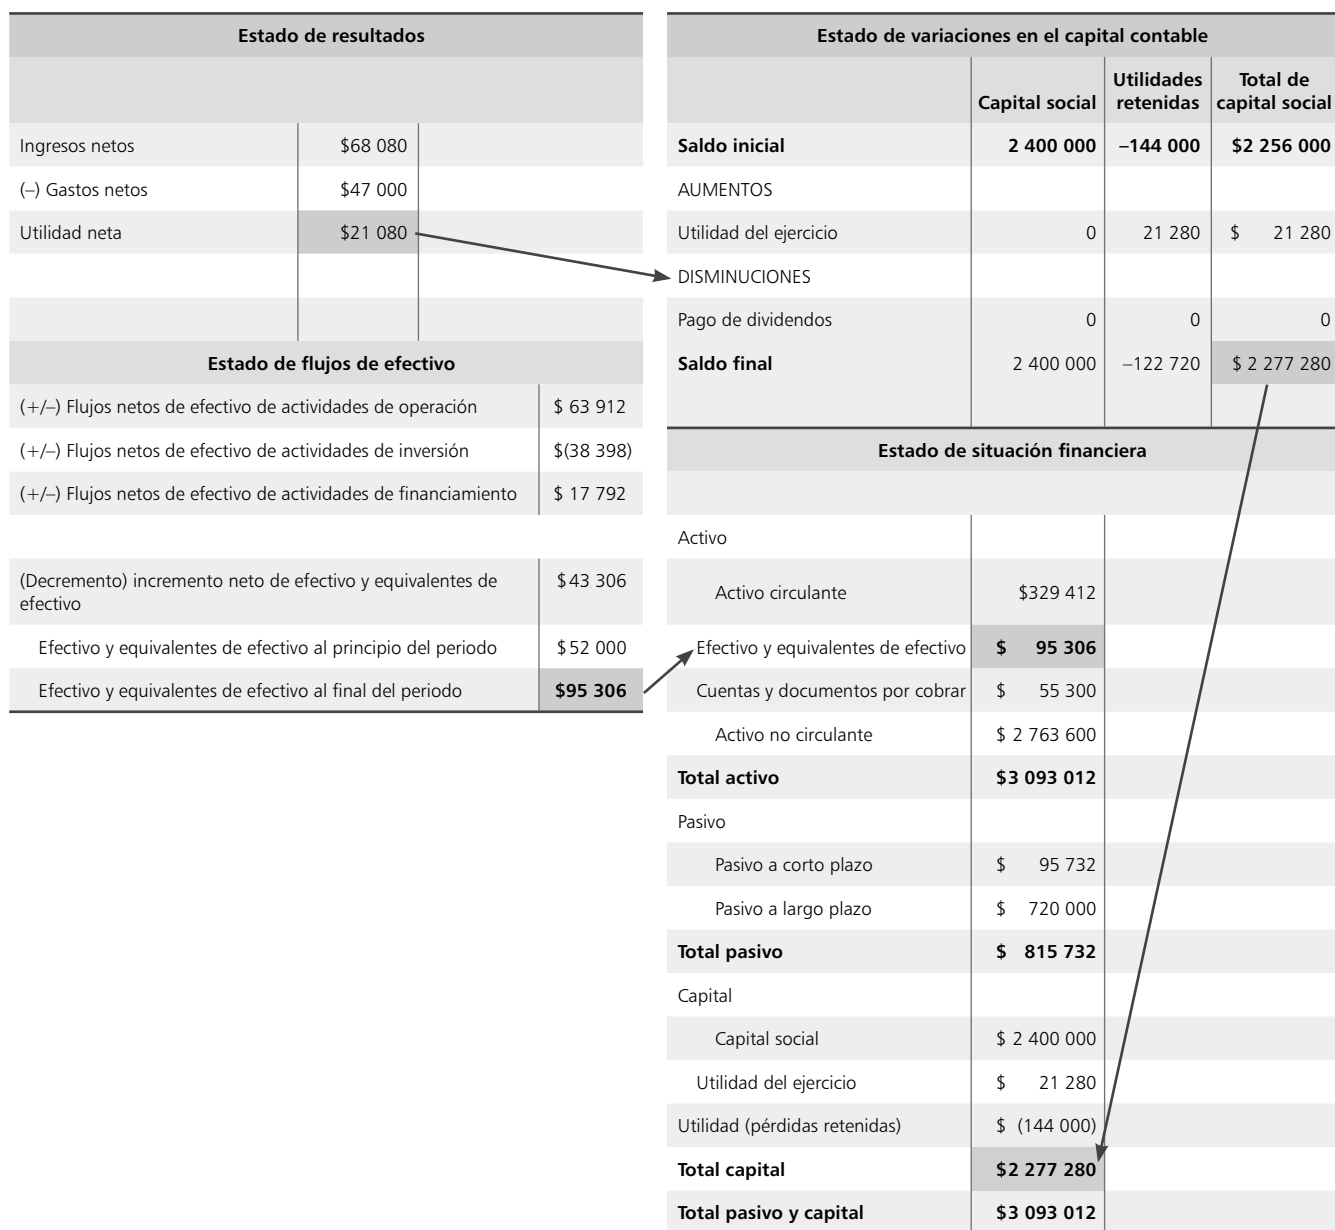 Estado de resultados
Ingresos netos $68 080
(–) Gastos netos $47 000
Utilidad neta $21 080
Estado de flujos de efectivo
(+/–) Flujos netos de efectivo de actividades de operación $ 63 912
(+/–) Flujos netos de efectivo de actividades de inversión $(38 398)
(+/–) Flujos netos de efectivo de actividades de financiamiento $ 17 792
(Decremento) incremento neto de efectivo y equivalentes de $43 306
efectivo
Efectivo y equivalentes de efectivo al principio del periodo $52 000
Efectivo y equivalentes de efectivo al final del periodo $95 306
Estado de variaciones en el capital contable
Utilidades Total de
Capital social retenidas capital social
Saldo inicial 2 400 000 –144 000 $2 256 000
AUMENTOS
Utilidad del ejercicio 0 21 280 $ 21 280
DISMINUCIONES
Pago de dividendos 0 0 0
Saldo final 2 400 000 –122 720 $ 2 277 280
Estado de situación financiera
Activo
Activo circulante $329 412
Efectivo y equivalentes de efectivo $ 95 306
Cuentas y documentos por cobrar $ 55 300
Activo no circulante $ 2 763 600
Total activo $3 093 012
Pasivo
Pasivo a corto plazo $ 95 732
Pasivo a largo plazo $ 720 000
Total pasivo $ 815 732
Capital
Capital social $ 2 400 000
Utilidad del ejercicio $ 21 280
Utilidad (pérdidas retenidas) $ (144 000)
Total capital $2 277 280
Total pasivo y capital $3 093 012